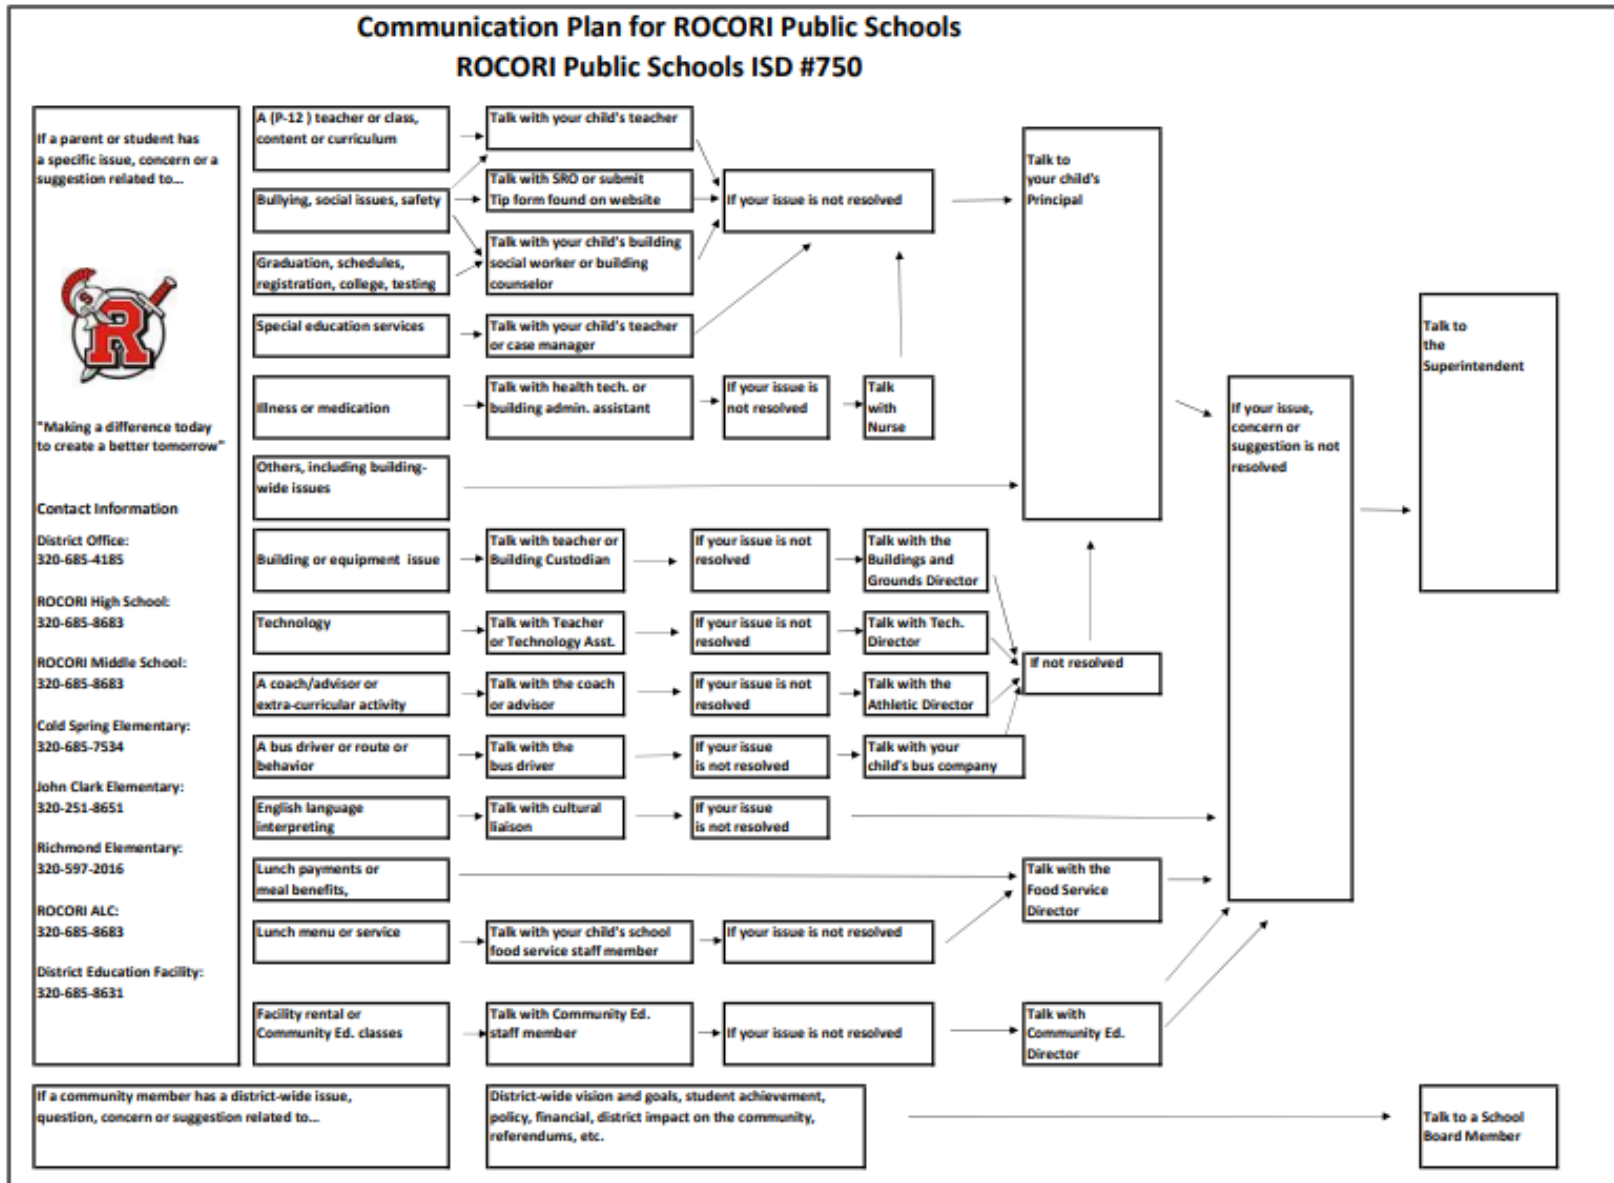 Communication Plan for ROCORI Public Schools
ROCORI Public Schools ISD #750
If a parent or student has
a specific issue, concern or a
suggestion related to...
R
"Making a difference today
to create a better tomorrow"
Contact Information
District Office:
320-685-4185
ROCORI High School:
320-685-8683
ROCORI Middle School:
320-685-8683
Cold Spring Elementary:
320-685-7534
John Clark Elementary:
320-251-8651
Richmond Elementary:
320-597-2016
ROCORI ALC:
320-685-8683
District Education Facility:
320-685-8631
A (P-12 ) teacher or class,
content or curriculum
Talk with your child's teacher
Bullying, social issues, safety
Talk with SRO or submit
Tip form found on website
If your issue is not resolved
Talk to
your child's
Principal
Graduation, schedules,
registration, college, testing
Talk with your child's building
social worker or building
counselor
Special education services
Talk with your child's teacher
or case manager
Illness or medication
Talk with health tech. or
building admin. assistant
If your issue is
not resolved
Talk
with
Nurse
Others, including building-
wide issues
Building or equipment  issue
Talk with teacher or
Building Custodian
If your issue is not
resolved
Talk with the
Buildings and
Grounds Director
Technology
Talk with Teacher
or Technology Asst.
If your issue is not
resolved
Talk with Tech.
Director
If not resolved
A coach/advisor or
extra-curricular activity
Talk with the coach
or advisor
If your issue is not
resolved
Talk with the
Athletic Director
A bus driver or route or
behavior
Talk with the
bus driver
If your issue
is not resolved
Talk with your
child's bus company
English language
interpreting
Talk with cultural
liaison
If your issue
is not resolved
Lunch payments or
meal benefits,
Talk with the
Food Service
Director
Lunch menu or service
Talk with your child's school
food service staff member
If your issue is not resolved
Facility rental or
Community Ed. classes
Talk with Community Ed.
staff member
If your issue is not resolved
Talk with
Community Ed.
Director
If your issue,
concern or
suggestion is not
resolved
Talk to
the
Superintendent
If a community member has a district-wide issue,
question, concern or suggestion related to...
District-wide vision and goals, student achievement,
policy, financial, district impact on the community,
referendums, etc.
Talk to a School
Board Member